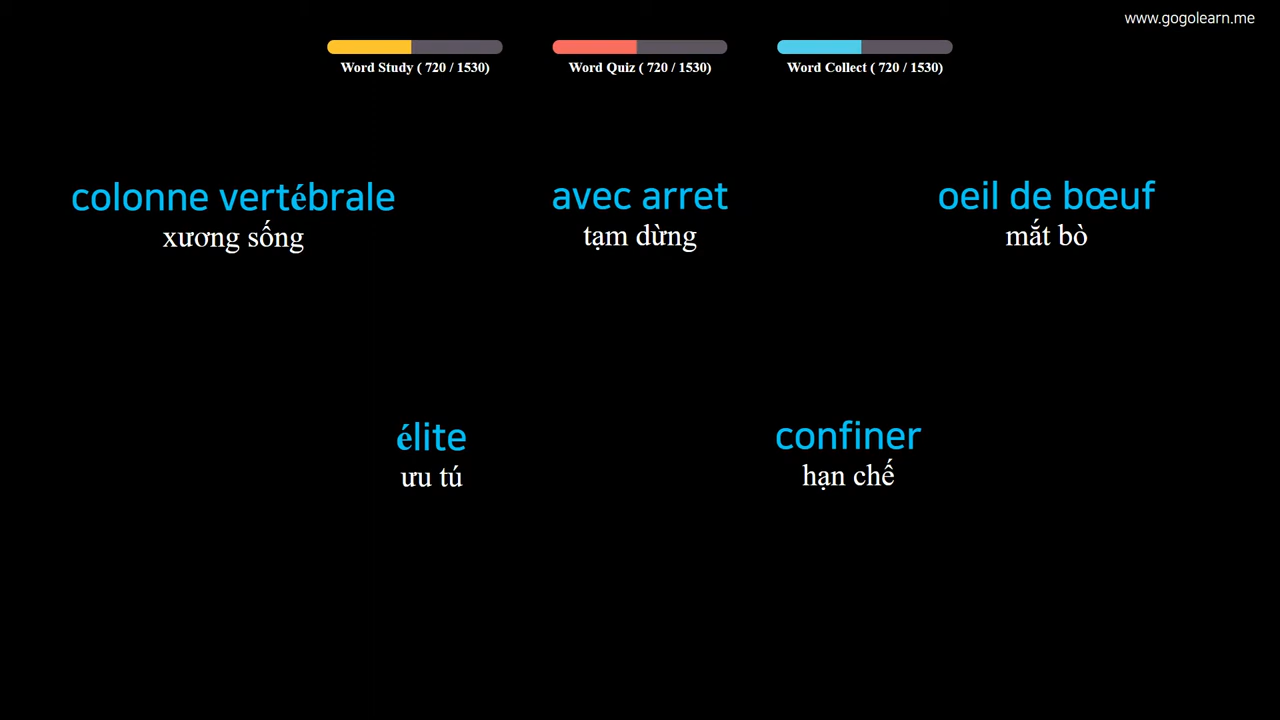 www.gogolearn.me
Word Study ( 720 / 1530)
Word Quiz ( 720 / 1530)
Word Collect ( 720 / 1530)
colonne vertébrale
xương sống
avec arret
tạm dừng
oeil de bœuf
mắt bò
élite
ưu tú
confiner
hạn chế